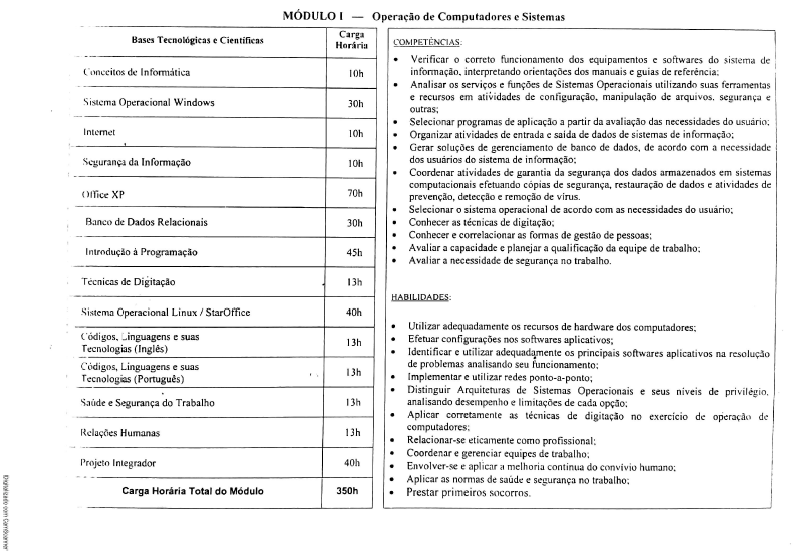 MÓDULO I — Operação de Computadores e Sistemas
Bases Tecnológicas e Científicas
Carga
Horária
Conceitos de Informática 10h
Sistema Operacional Windows 30h
Internet 10h
Segurança da Informação 10h
Office XP 70h
Banco de Dados Relacionais 30h
Introdução à Programação 45h
Técnicas de Digitação 13h
Sistema Operacional Linux / StarOffice 40h
Códigos, Linguagens e suas
Tecnologias (Inglês) 13h
Códigos, Linguagens e suas
Tecnologias (Português) 13h
Saúde e Segurança do Trabalho 13h
Relações Humanas 13h
Projeto Integrador 40h
Carga Horária Total do Módulo 350h
COMPETÊNCIAS:
• Verificar o correto funcionamento dos equipamentos e softwares do sistema de
informação, interpretando orientações dos manuais e guias de referência;
• Analisar os serviços e funções de Sistemas Operacionais utilizando suas ferramentas
e recursos em atividades de configuração, manipulação de arquivos, segurança e
outras;
• Selecionar programas de aplicação a partir da avaliação das necessidades do usuário;
• Organizar atividades de entrada e saída de dados de sistemas de informação;
• Gerar soluções de gerenciamento de banco de dados, de acordo com a necessidade
dos usuários do sistema de informação;
• Coordenar atividades de garantia da segurança dos dados armazenados em sistemas
computacionais efetuando cópias de segurança, restauração de dados e atividades de
prevenção, detecção e remoção de vírus.
• Selecionar o sistema operacional de acordo com as necessidades do usuário;
• Conhecer as técnicas de digitação;
• Conhecer e correlacionar as formas de gestão de pessoas;
• Avaliar a capacidade e planejar a qualificação da equipe de trabalho;
• Avaliar a necessidade de segurança no trabalho.
HABILIDADES:
• Utilizar adequadamente os recursos de hardware dos computadores;
• Efetuar configurações nos softwares aplicativos;
• Identificar e utilizar adequadamente os principais softwares aplicativos na resolução
de problemas analisando seu funcionamento;
• Implementar e utilizar redes ponto-a-ponto;
• Distinguir Arquiteturas de Sistemas Operacionais e seus níveis de privilégio,
analisando desempenho e limitações de cada opção;
• Aplicar corretamente as técnicas de digitação no exercício de operação de
computadores;
• Relacionar-se eticamente como profissional;
• Coordenar e gerenciar equipes de trabalho;
• Envolver-se e aplicar a melhoria contínua do convívio humano;
• Aplicar as normas de saúde e segurança no trabalho;
• Prestar primeiros socorros.
Digitalizado com CamScanner